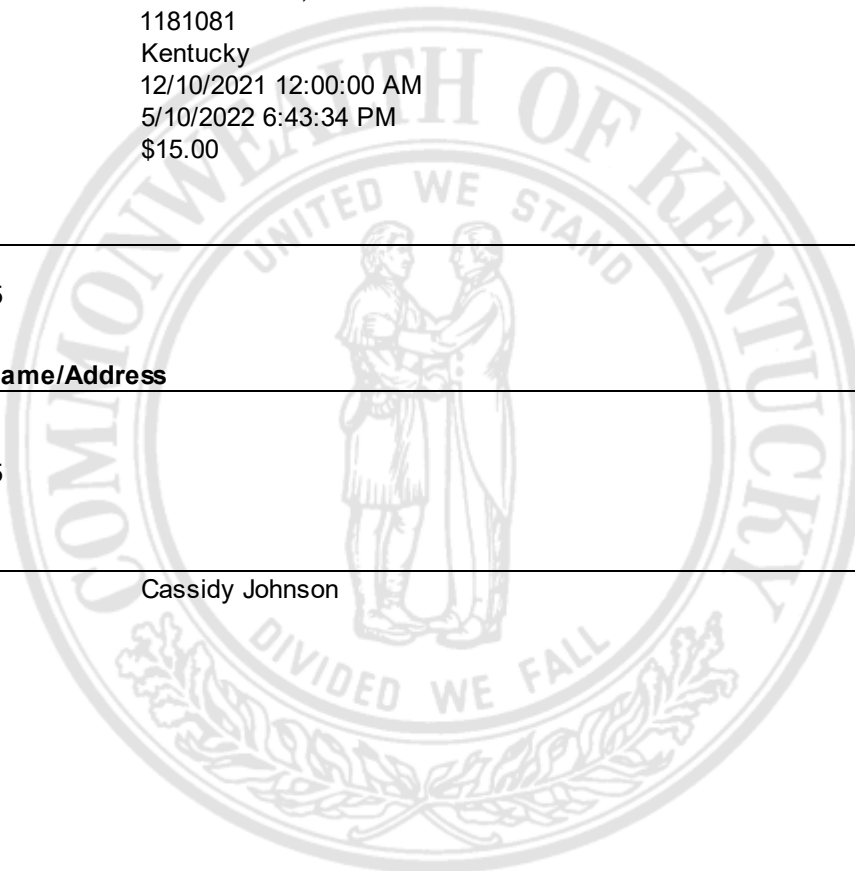 1181081
Kentucky
12/10/2021 12:00:00 AM
5/10/2022 6:43:34 PM
$15.00
COMMONWEALTH OF KENTUCKY
UNITED WE STAND
ame/Address
Cassidy Johnson
DIVIDED WE FALL